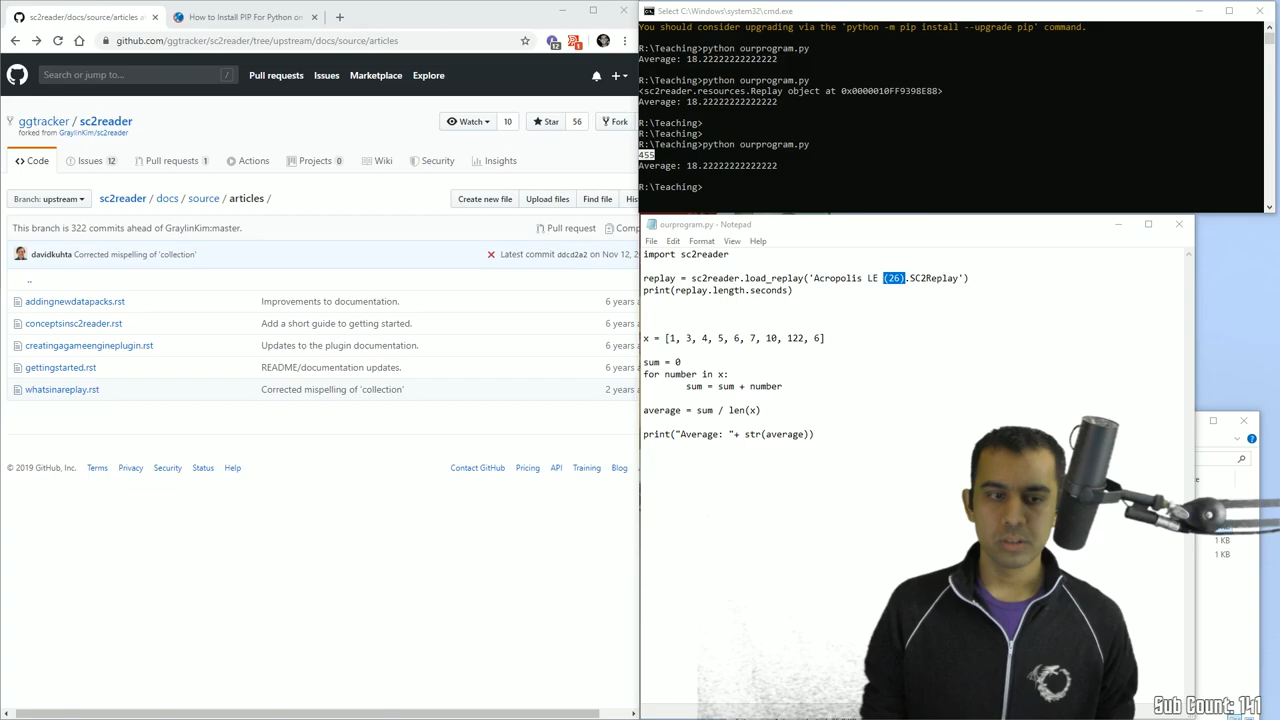 sc2reader/docs/source/articles a
How to Install PIP For Python on
github.com/ggtracker/sc2reader/tree/upstream/docs/source/articles
12
1
Search or jump to...
/
Pull requests
Issues
Marketplace
Explore
ggtracker / sc2reader
forked from GraylinKim/sc2reader
Watch
10
Star
56
Fork
Code
Issues 12
Pull requests 1
Actions
Projects 0
Wiki
Security
Insights
Branch: upstream
sc2reader / docs / source / articles /
Create new file
Upload files
Find file
His
This branch is 322 commits ahead of GraylinKim:master.
Pull request
Comp
davidkuhta Corrected mispelling of 'collection'
Latest commit ddcd2a2 on Nov 12, 2
..
addingnewdatapacks.rst Improvements to documentation. 6 years
conceptsinsc2reader.rst Add a short guide to getting started. 6 years
creatingagameengineplugin.rst Updates to the plugin documentation. 6 years
gettingstarted.rst README/documentation updates. 6 years
whatsinareplay.rst Corrected mispelling of 'collection' 2 years
© 2019 GitHub, Inc. Terms Privacy Security Status Help
Contact GitHub Pricing API Training Blog
Select C:\Windows\system32\cmd.exe
You should consider upgrading via the 'python -m pip install --upgrade pip' command.
R:\Teaching>python ourprogram.py
Average: 18.22222222222222
R:\Teaching>python ourprogram.py
<sc2reader.resources.Replay object at 0x0000010FF9398E88>
Average: 18.22222222222222
R:\Teaching>
R:\Teaching>
R:\Teaching>python ourprogram.py
455
Average: 18.22222222222222
R:\Teaching>
ourprogram.py - Notepad
File Edit Format View Help
import sc2reader
replay = sc2reader.load_replay('Acropolis LE (26).SC2Replay')
print(replay.length.seconds)
x = [1, 3, 4, 5, 6, 7, 10, 122, 6]
sum = 0
for number in x:
sum = sum + number
average = sum / len(x)
print("Average: "+ str(average))
1 KB
1 KB
Sub Count: 141